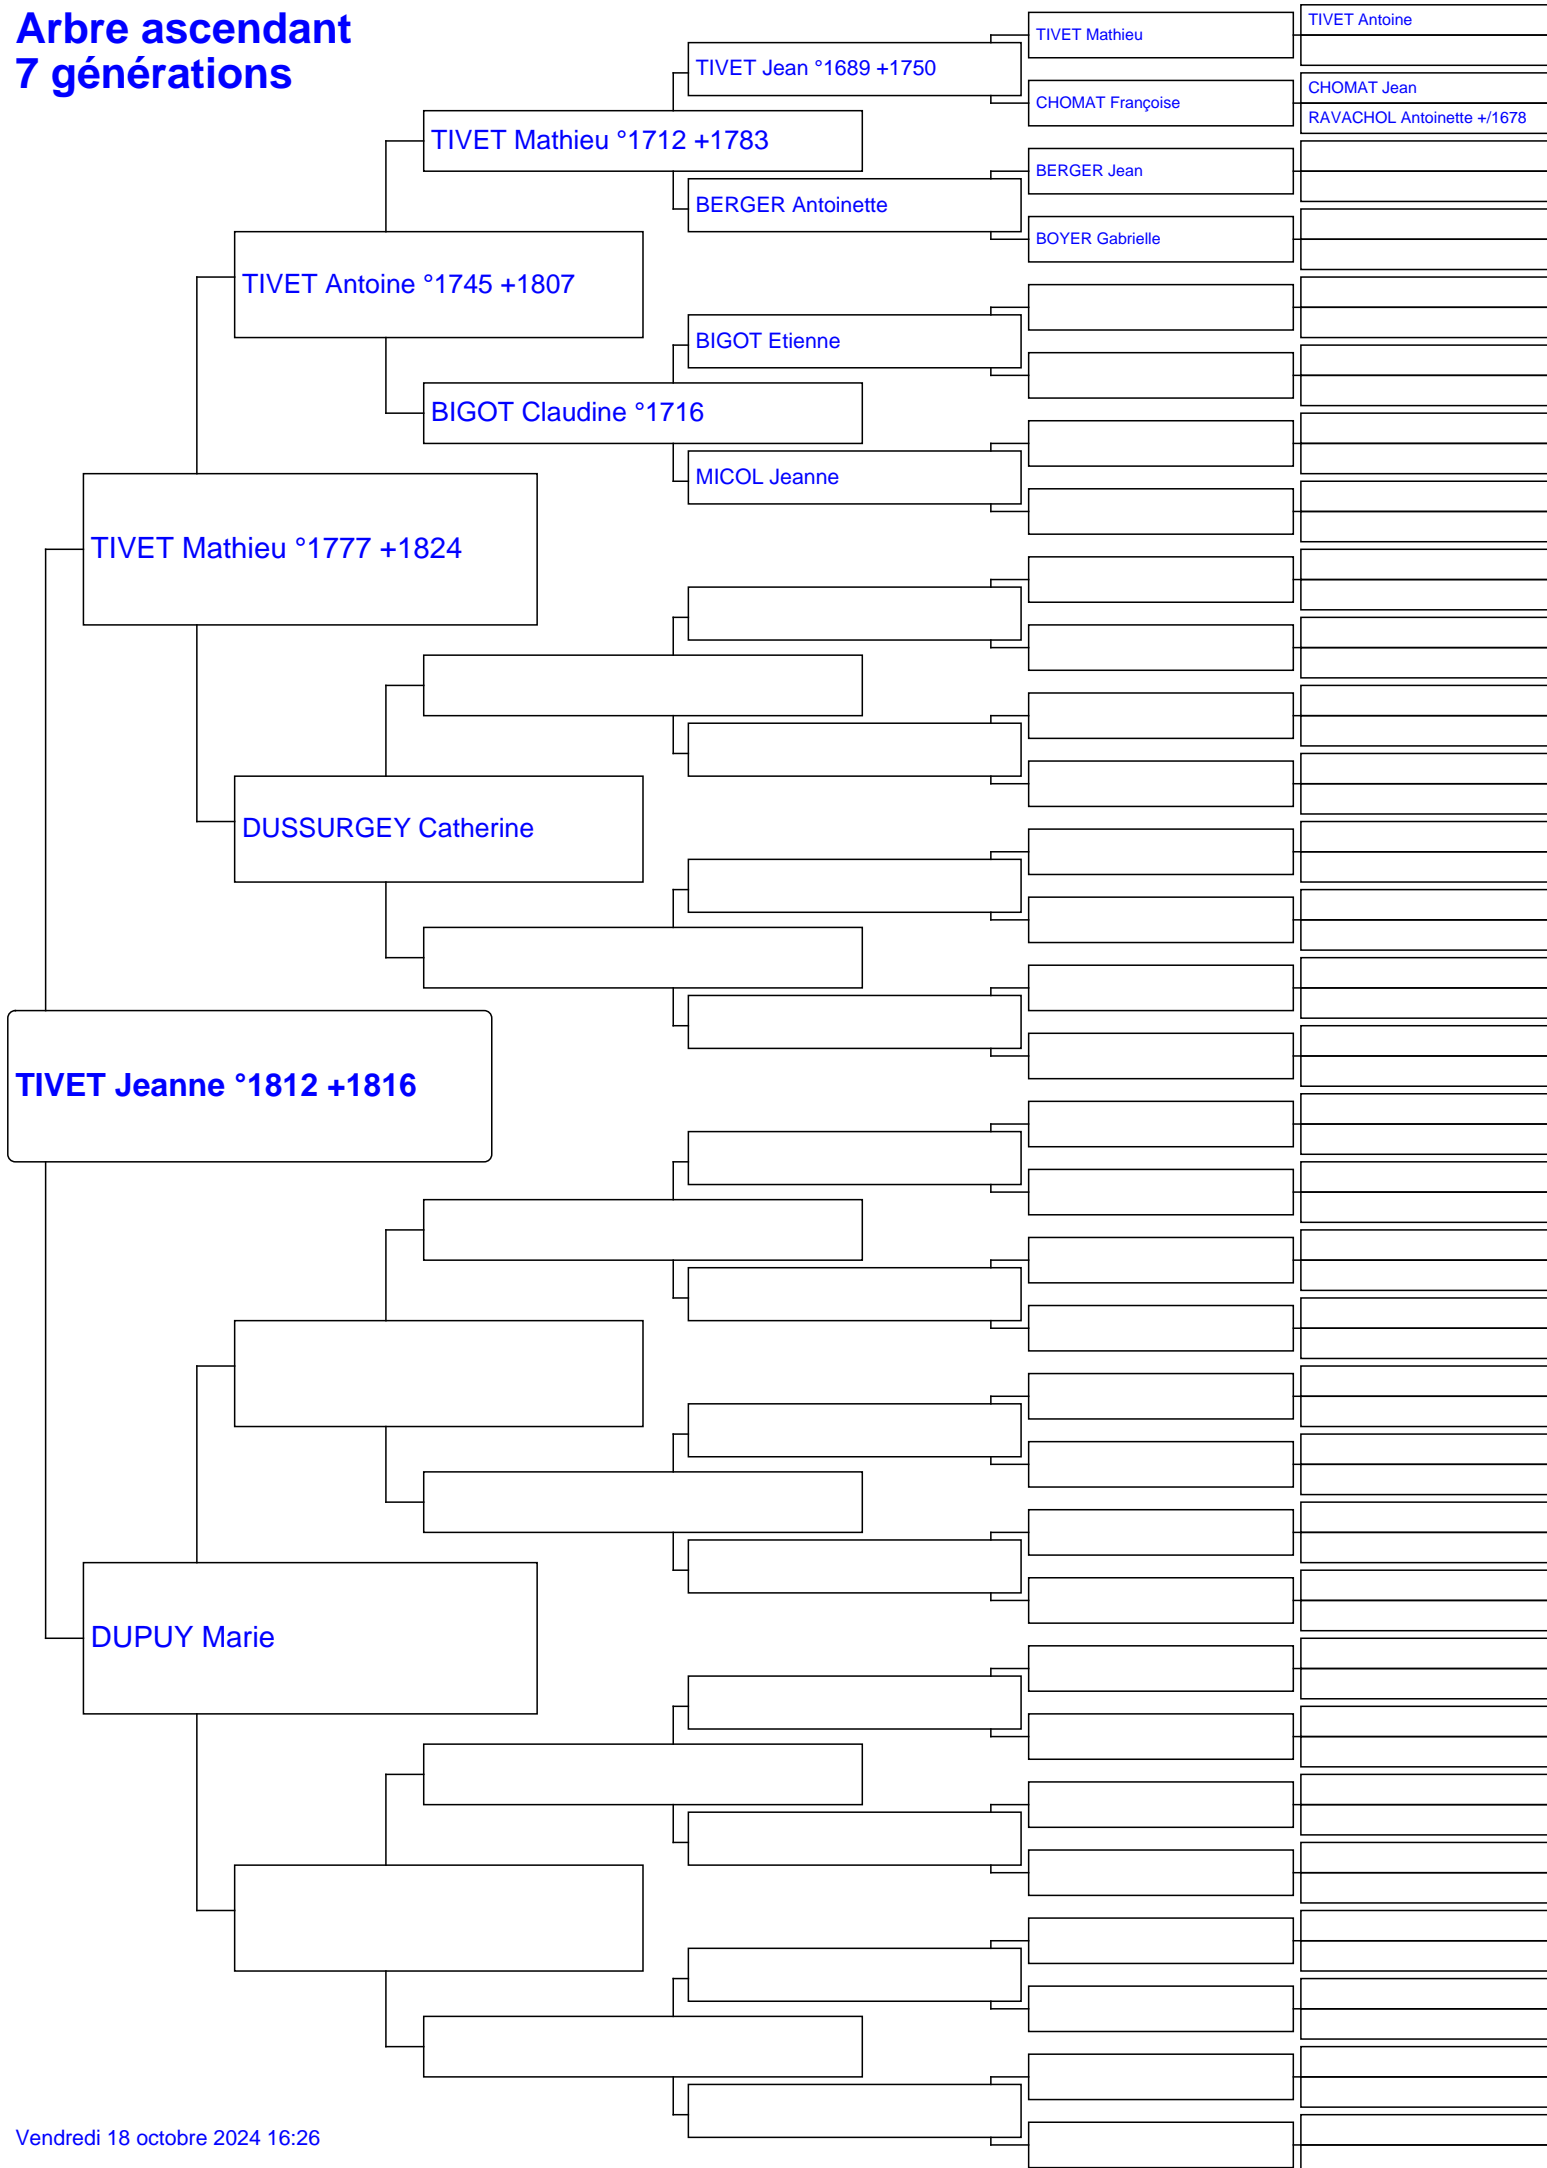 Arbre ascendant
7 générations
TIVET Antoine
TIVET Mathieu
TIVET Jean °1689 +1750
CHOMAT Jean
CHOMAT Françoise
RAVACHOL Antoinette +/1678
TIVET Mathieu °1712 +1783
BERGER Jean
BERGER Antoinette
BOYER Gabrielle
TIVET Antoine °1745 +1807
BIGOT Etienne
BIGOT Claudine °1716
MICOL Jeanne
TIVET Mathieu °1777 +1824
DUSSURGEY Catherine
TIVET Jeanne °1812 +1816
DUPUY Marie
Vendredi 18 octobre 2024 16:26